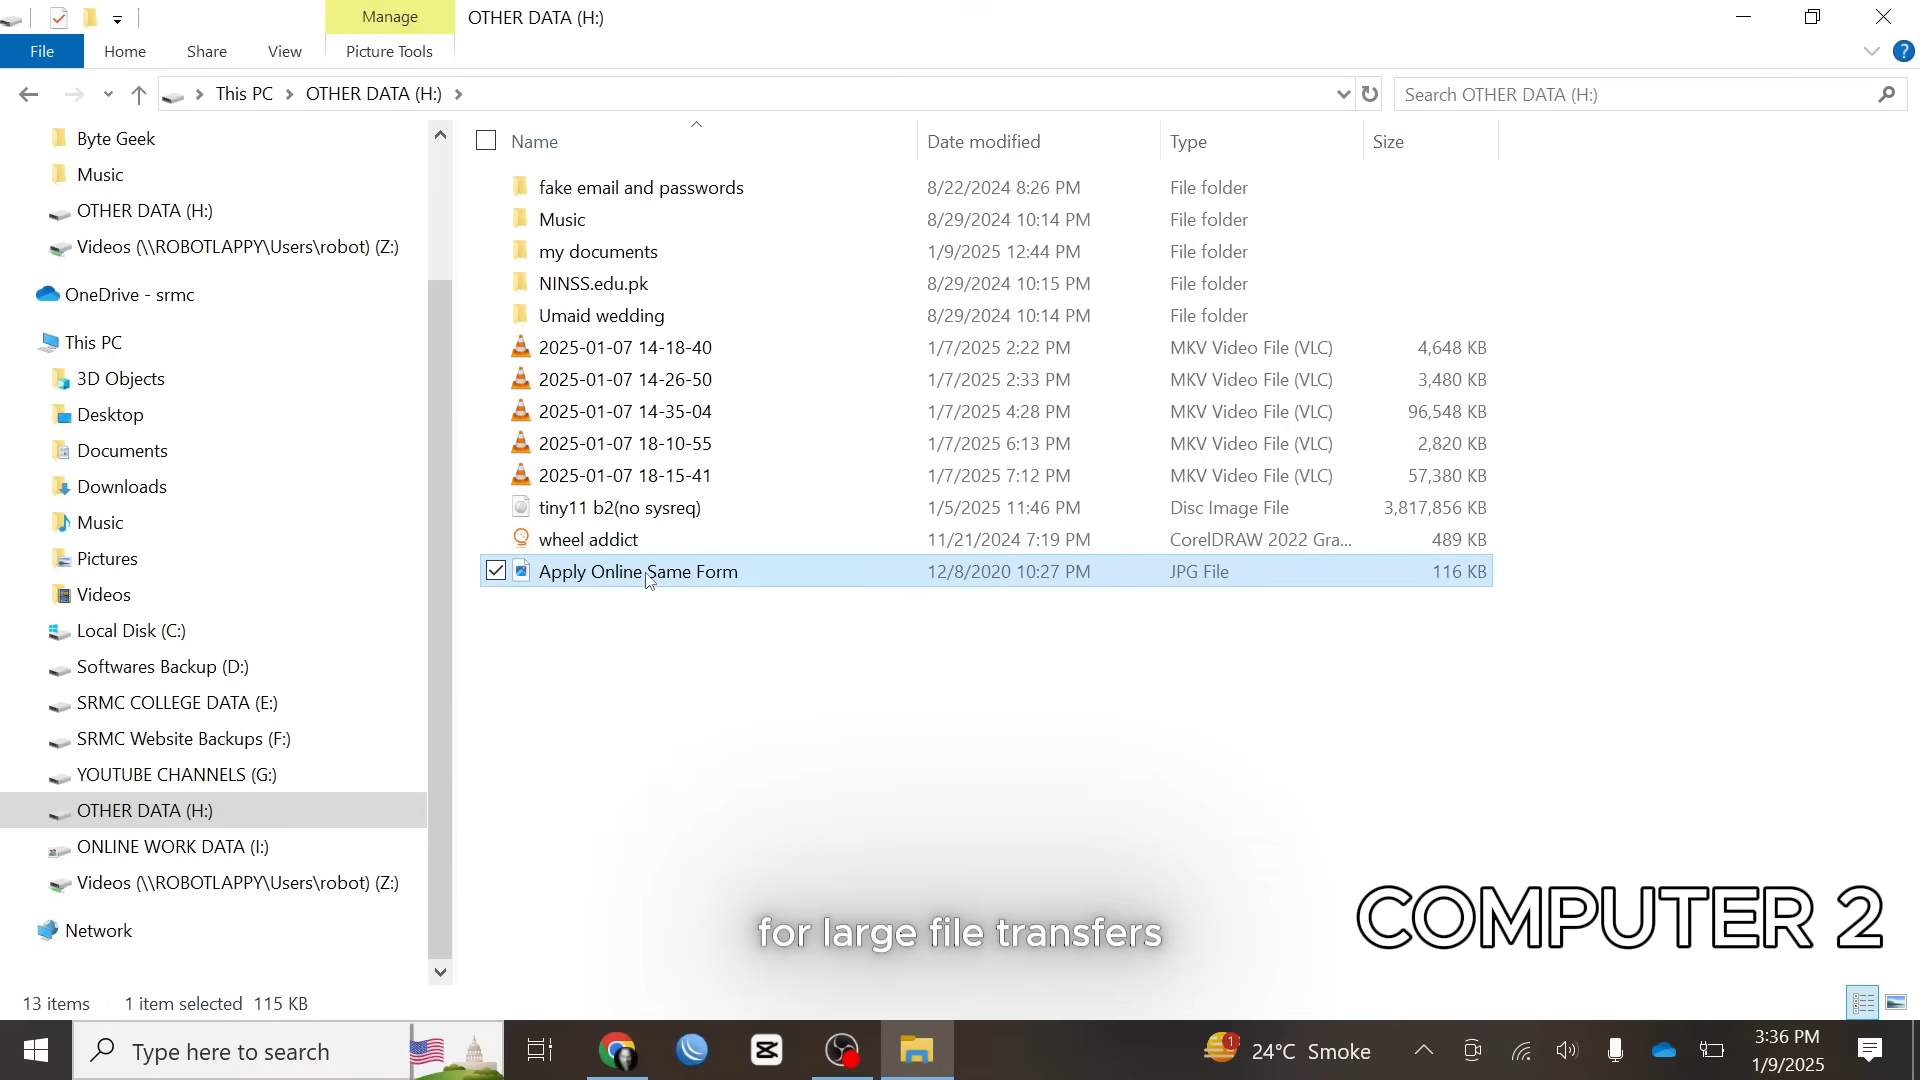 Manage
OTHER DATA (H:)
File
Home
Share
View
Picture Tools
This PC
OTHER DATA (H:)
Search OTHER DATA (H:)
Byte Geek
Music
OTHER DATA (H:)
Videos (\\ROBOTLAPPY\Users\robot) (Z:)
OneDrive - srmc
This PC
3D Objects
Desktop
Documents
Downloads
Music
Pictures
Videos
Local Disk (C:)
Softwares Backup (D:)
SRMC COLLEGE DATA (E:)
SRMC Website Backups (F:)
YOUTUBE CHANNELS (G:)
OTHER DATA (H:)
ONLINE WORK DATA (I:)
Videos (\\ROBOTLAPPY\Users\robot) (Z:)
Network
Name Date modified Type Size
fake email and passwords 8/22/2024 8:26 PM File folder
Music 8/29/2024 10:14 PM File folder
my documents 1/9/2025 12:44 PM File folder
NINSS.edu.pk 8/29/2024 10:15 PM File folder
Umaid wedding 8/29/2024 10:14 PM File folder
2025-01-07 14-18-40 1/7/2025 2:22 PM MKV Video File (VLC) 4,648 KB
2025-01-07 14-26-50 1/7/2025 2:33 PM MKV Video File (VLC) 3,480 KB
2025-01-07 14-35-04 1/7/2025 4:28 PM MKV Video File (VLC) 96,548 KB
2025-01-07 18-10-55 1/7/2025 6:13 PM MKV Video File (VLC) 2,820 KB
2025-01-07 18-15-41 1/7/2025 7:12 PM MKV Video File (VLC) 57,380 KB
tiny11 b2(no sysreq) 1/5/2025 11:46 PM Disc Image File 3,817,856 KB
wheel addict 11/21/2024 7:19 PM CorelDRAW 2022 Gra... 489 KB
Apply Online Same Form 12/8/2020 10:27 PM JPG File 116 KB
for large file transfers
COMPUTER 2
13 items 1 item selected 115 KB
Type here to search
1
24°C Smoke
3:36 PM
1/9/2025